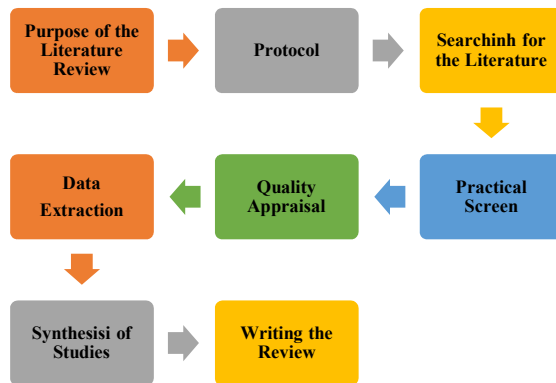 Purpose of the
Literature
Review
Protocol
Searchinh for
the Literature
Practical
Screen
Quality
Appraisal
Data
Extraction
Synthesisi of
Studies
Writing the
Review